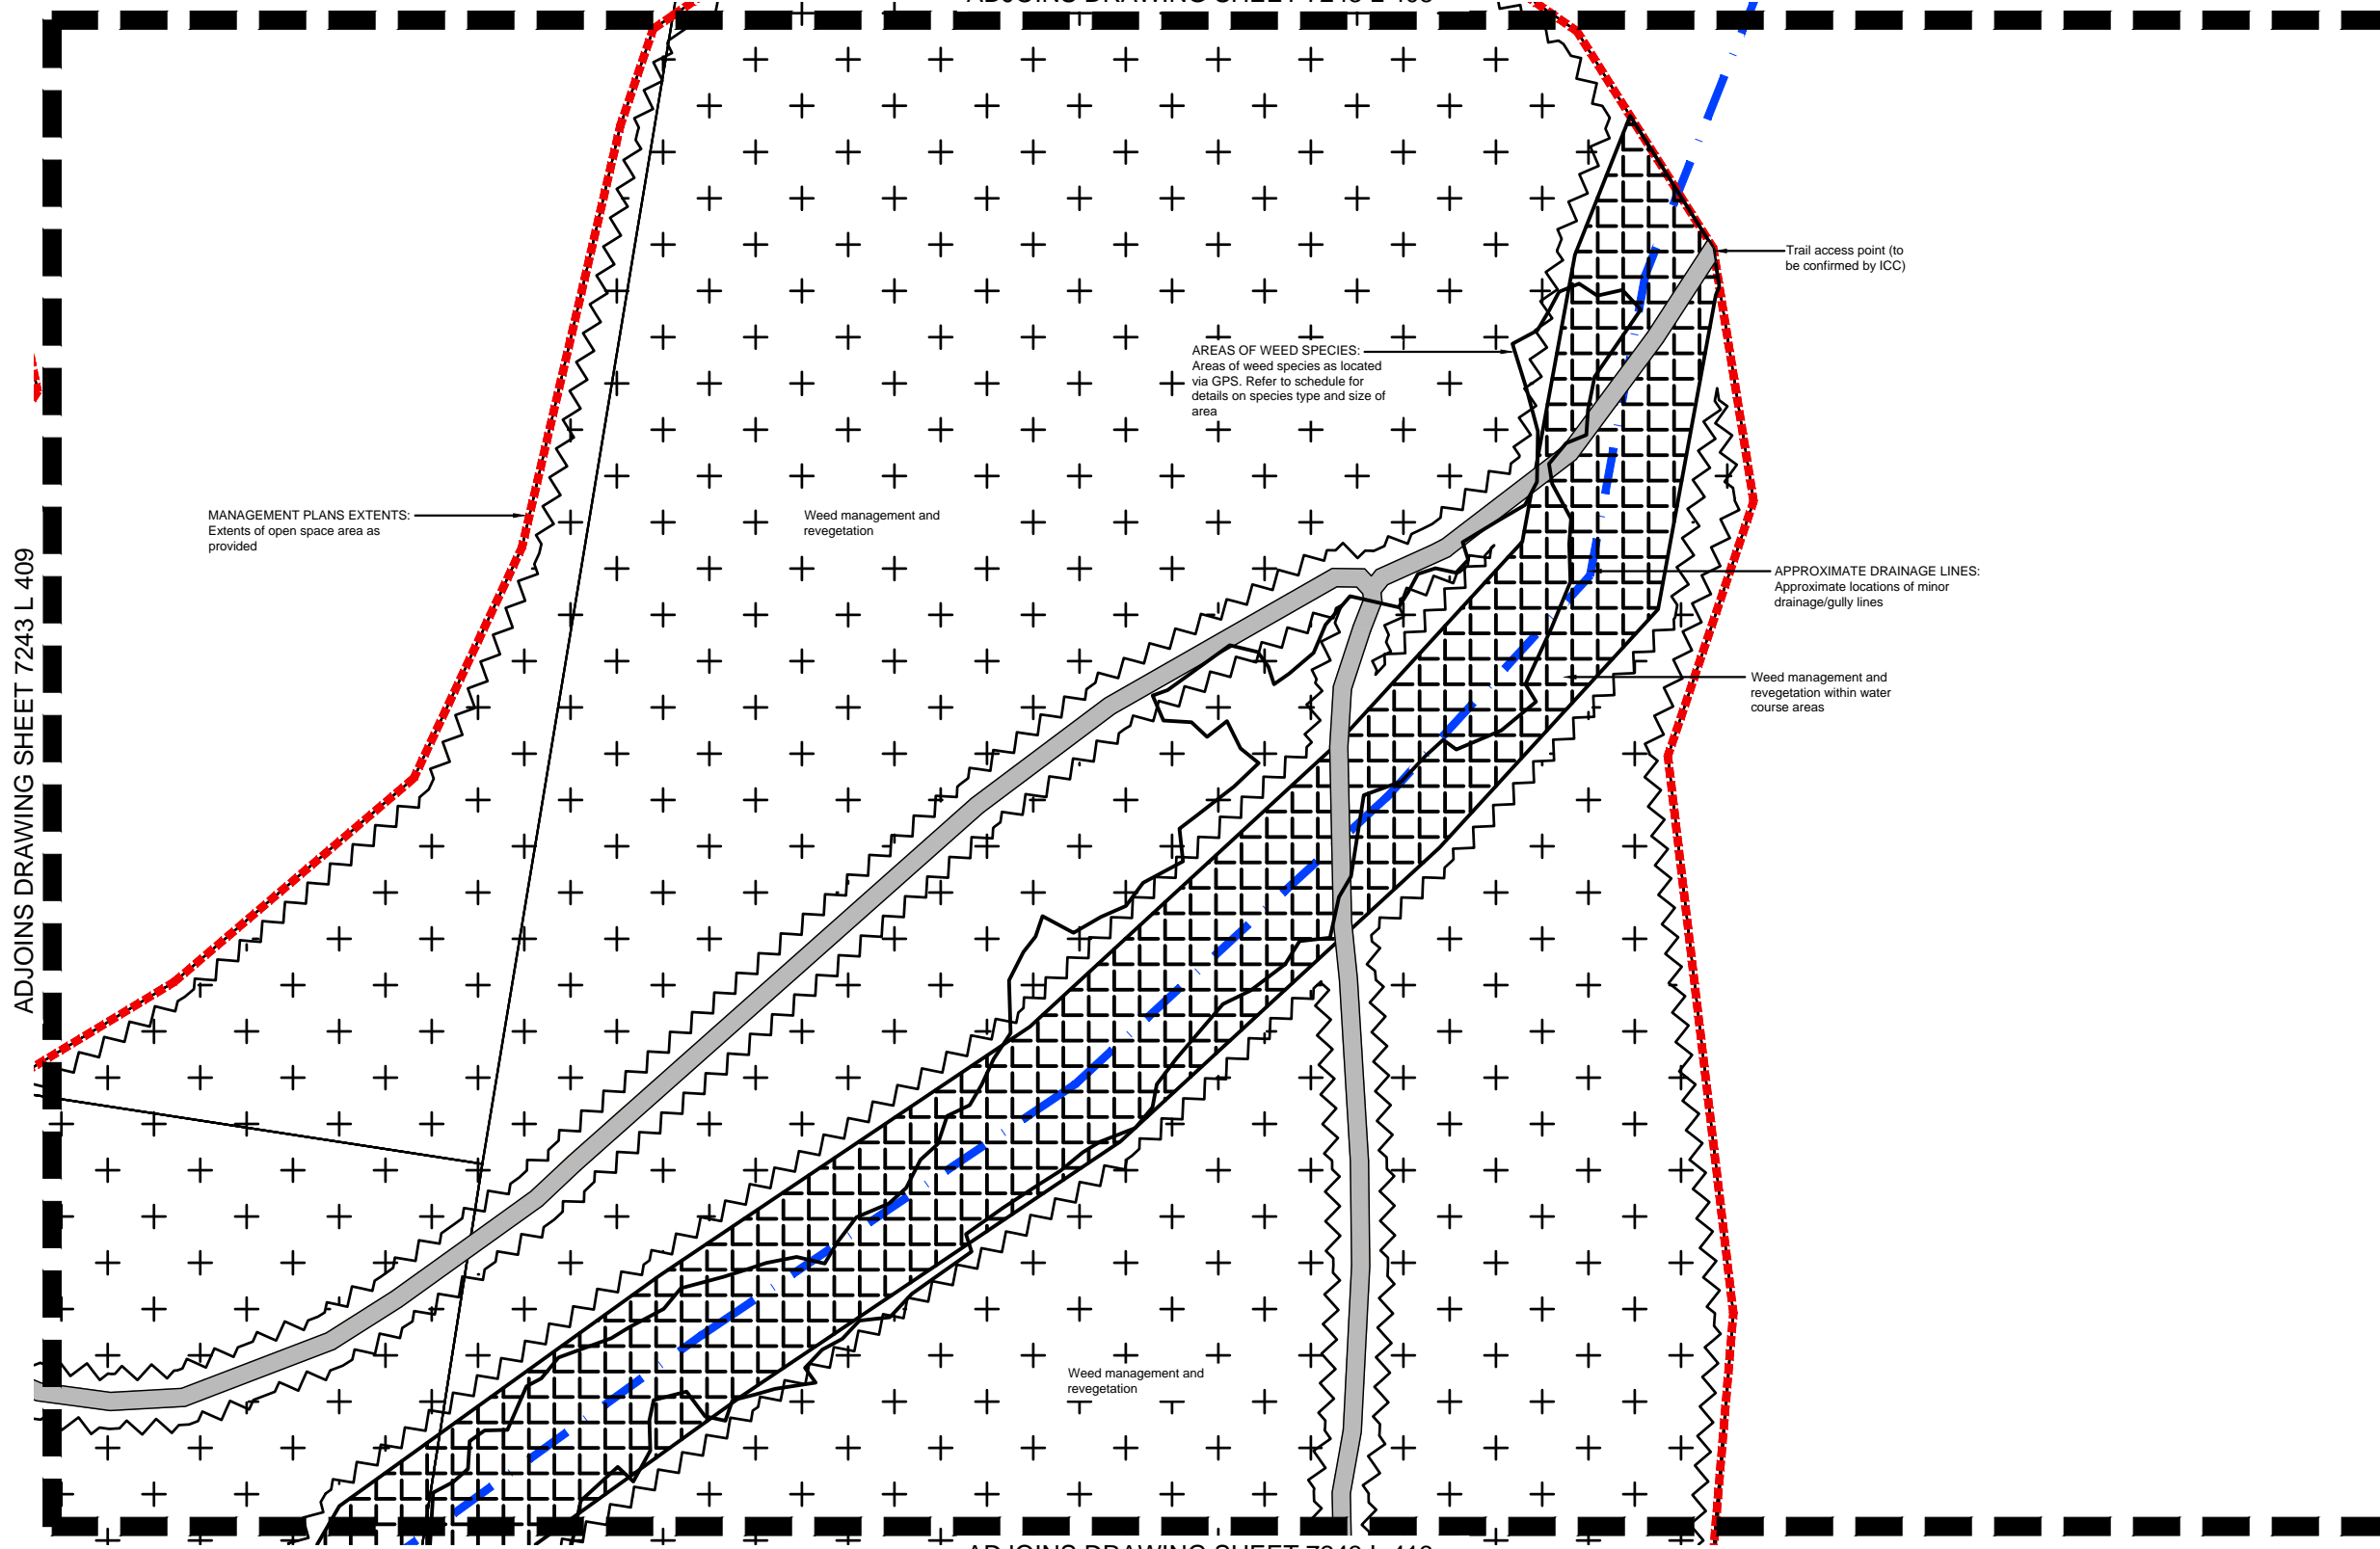 ADJOINS DRAWING SHEET 7243 L 409
Trail access point (to
be confirmed by ICC)
AREAS OF WEED SPECIES:
Areas of weed species as located
via GPS. Refer to schedule for
details on species type and size of
area
MANAGEMENT PLANS EXTENTS:
Extents of open space area as
provided
Weed management and
revegetation
APPROXIMATE DRAINAGE LINES:
Approximate locations of minor
drainage/gully lines
Weed management and
revegetation within water
course areas
Weed management and
revegetation
ADJOINS DRAWING SHEET